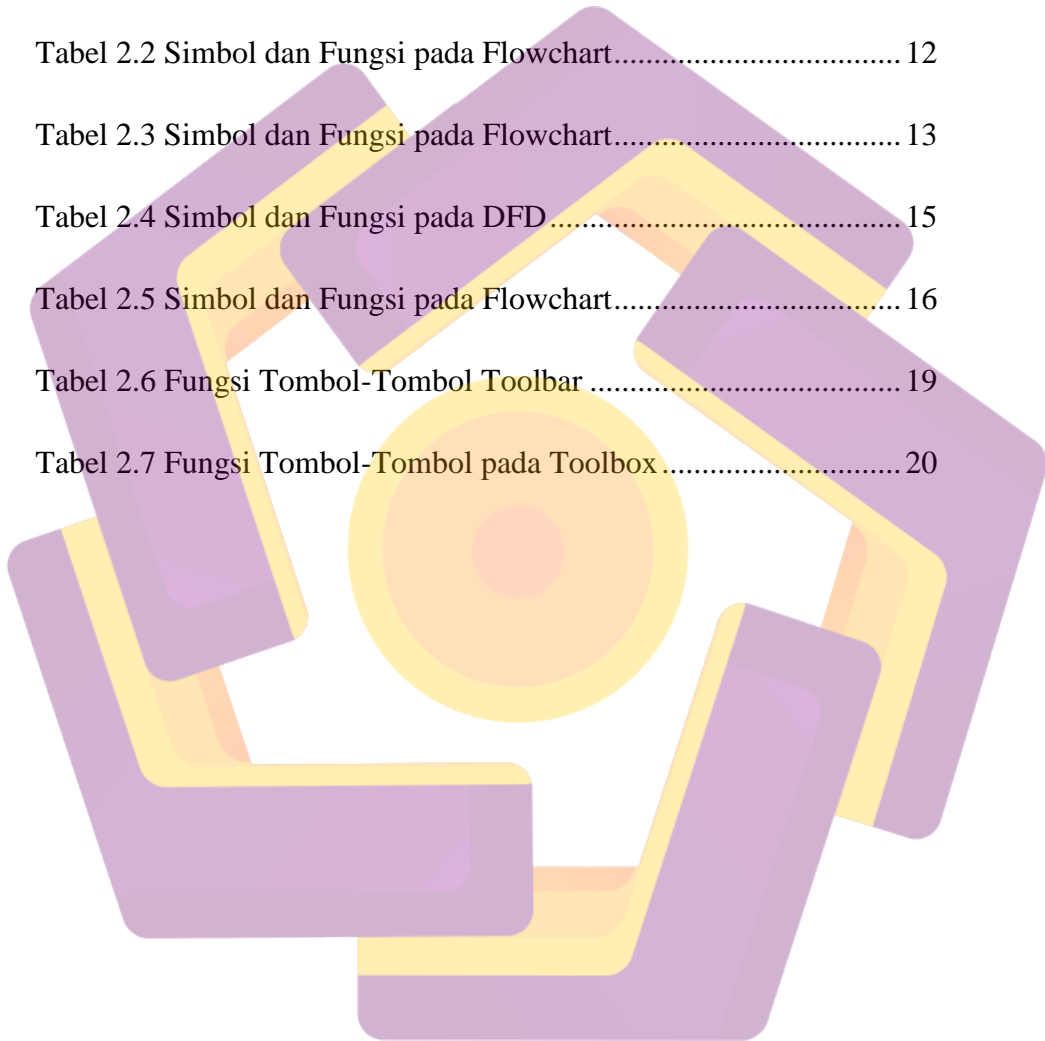 Tabel 2.2 Simbol dan Fungsi pada Flowchart.................................... 12
Tabel 2.3 Simbol dan Fungsi pada Flowchart.................................... 13
Tabel 2.4 Simbol dan Fungsi pada DFD ............................................ 15
Tabel 2.5 Simbol dan Fungsi pada Flowchart.................................... 16
Tabel 2.6 Fungsi Tombol-Tombol Toolbar ....................................... 19
Tabel 2.7 Fungsi Tombol-Tombol pada Toolbox.............................. 20